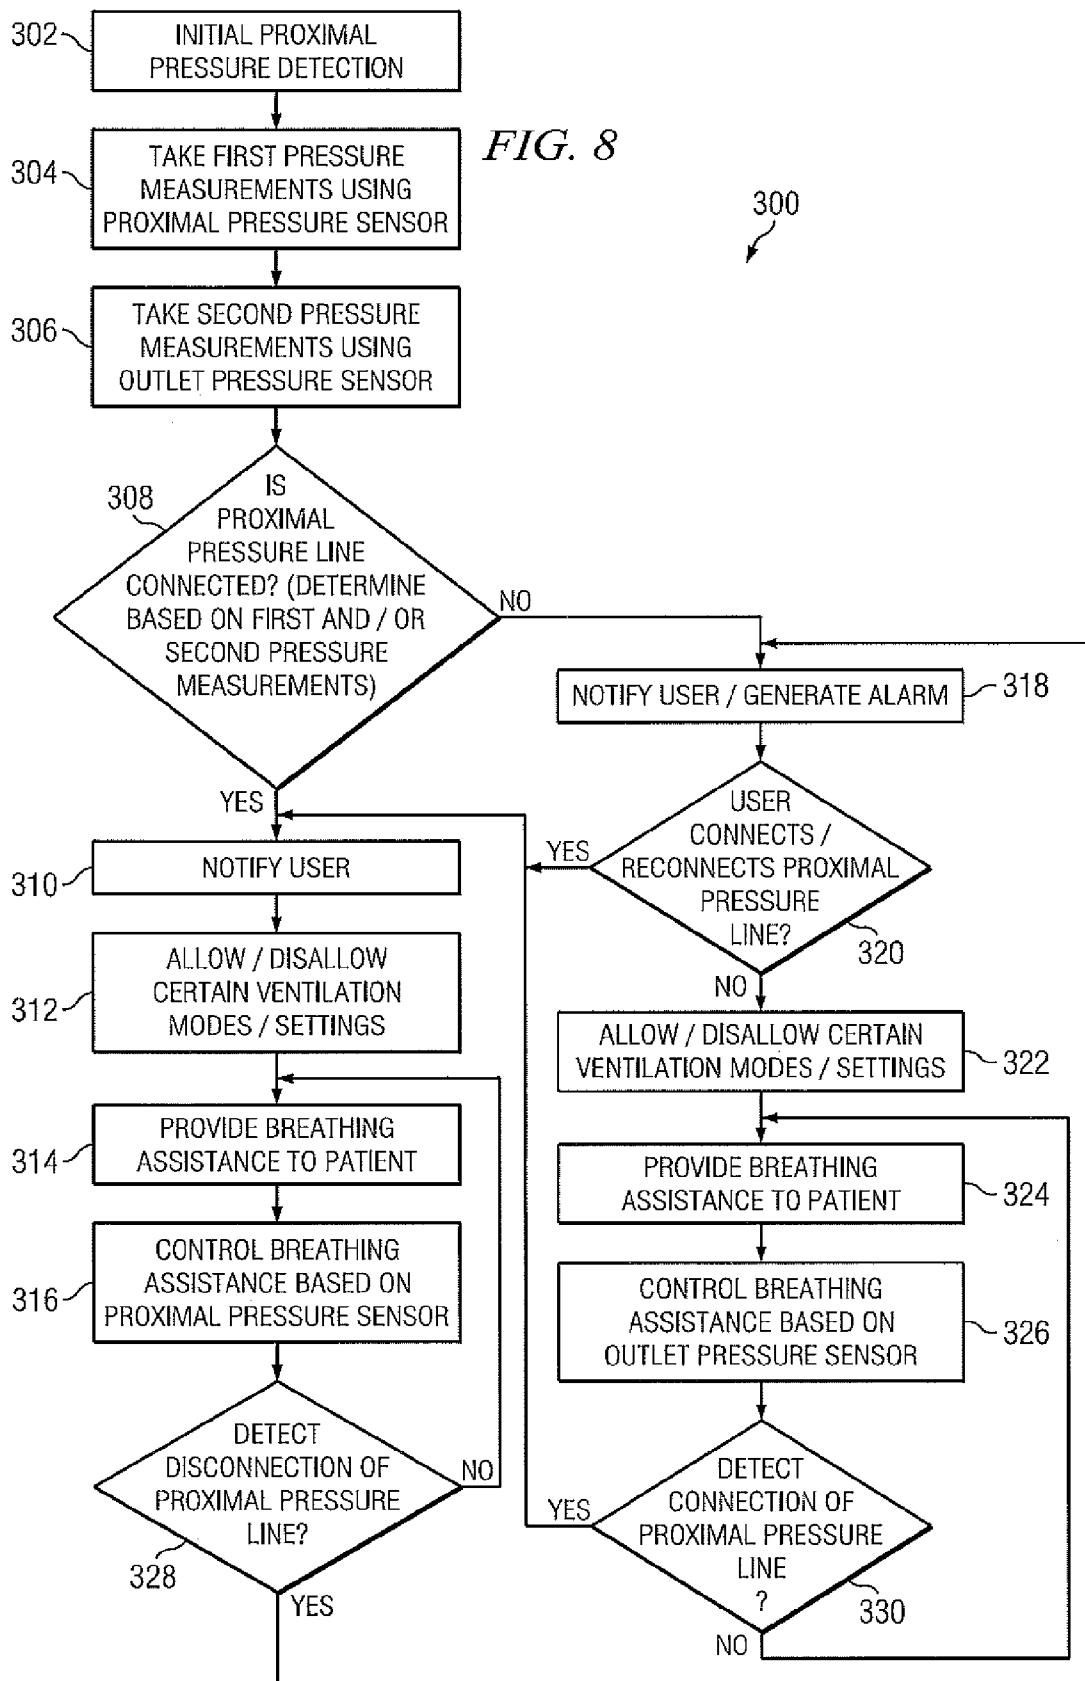 302
INITIAL PROXIMAL
PRESSURE DETECTION
FIG. 8
304
TAKE FIRST PRESSURE
MEASUREMENTS USING
PROXIMAL PRESSURE SENSOR
300
306
TAKE SECOND PRESSURE
MEASUREMENTS USING
OUTLET PRESSURE SENSOR
308
IS
PROXIMAL
PRESSURE LINE
CONNECTED? (DETERMINE
BASED ON FIRST AND / OR
SECOND PRESSURE
MEASUREMENTS)
NO
YES
310
NOTIFY USER
312
ALLOW / DISALLOW
CERTAIN VENTILATION
MODES / SETTINGS
314
PROVIDE BREATHING
ASSISTANCE TO PATIENT
316
CONTROL BREATHING
ASSISTANCE BASED ON
PROXIMAL PRESSURE SENSOR
DETECT
DISCONNECTION OF
PROXIMAL PRESSURE
LINE?
NO
328
YES
NOTIFY USER / GENERATE ALARM
318
USER
CONNECTS /
RECONNECTS PROXIMAL
PRESSURE
LINE?
YES
320
NO
ALLOW / DISALLOW CERTAIN
VENTILATION MODES / SETTINGS
322
PROVIDE BREATHING
ASSISTANCE TO PATIENT
324
CONTROL BREATHING
ASSISTANCE BASED ON
OUTLET PRESSURE SENSOR
326
DETECT
CONNECTION OF
PROXIMAL PRESSURE
LINE
?
YES
330
NO